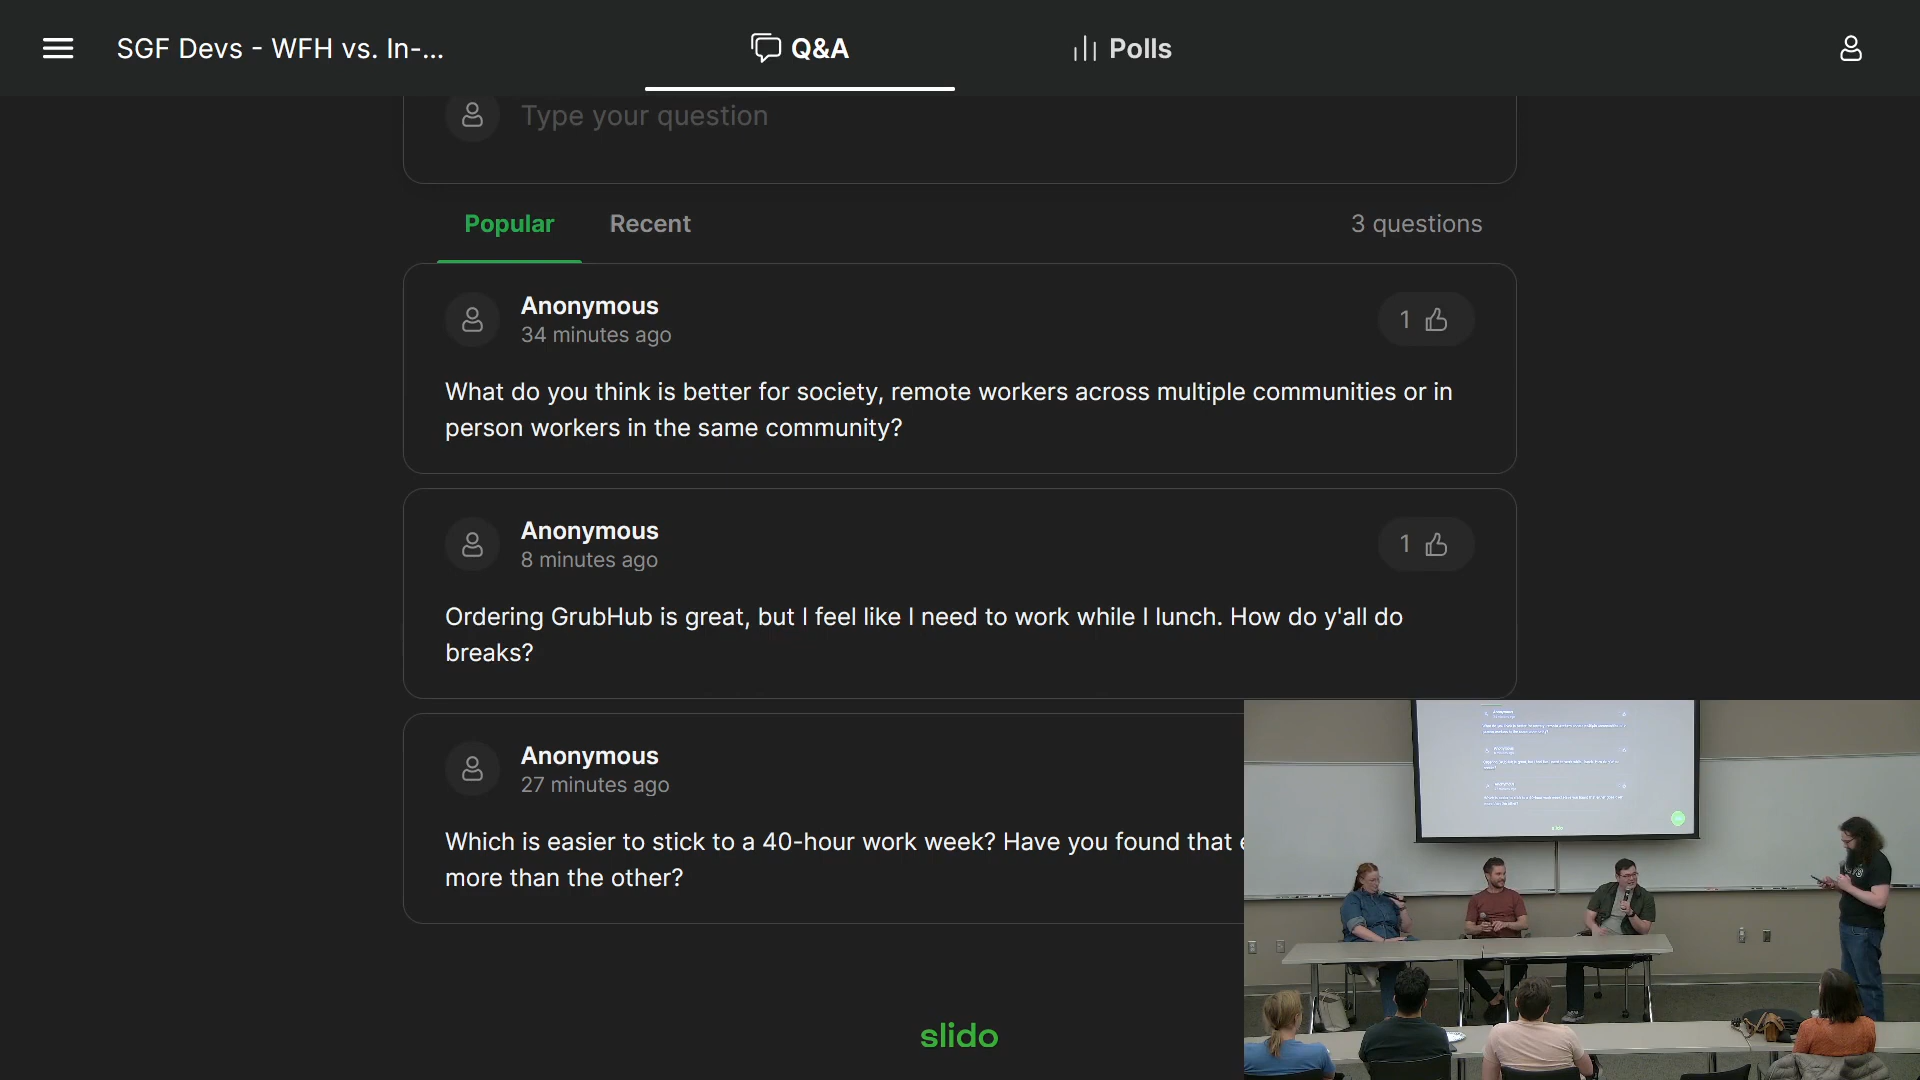 SGF Devs - WFH vs. In-...
Q&A
Polls
Type your question
Popular
Recent
3 questions
Anonymous
34 minutes ago
1
What do you think is better for society, remote workers across multiple communities or in
person workers in the same community?
Anonymous
8 minutes ago
1
Ordering GrubHub is great, but I feel like I need to work while I lunch. How do y'all do
breaks?
Anonymous
27 minutes ago
Which is easier to stick to a 40-hour work week? Have you found that
more than the other?
slido